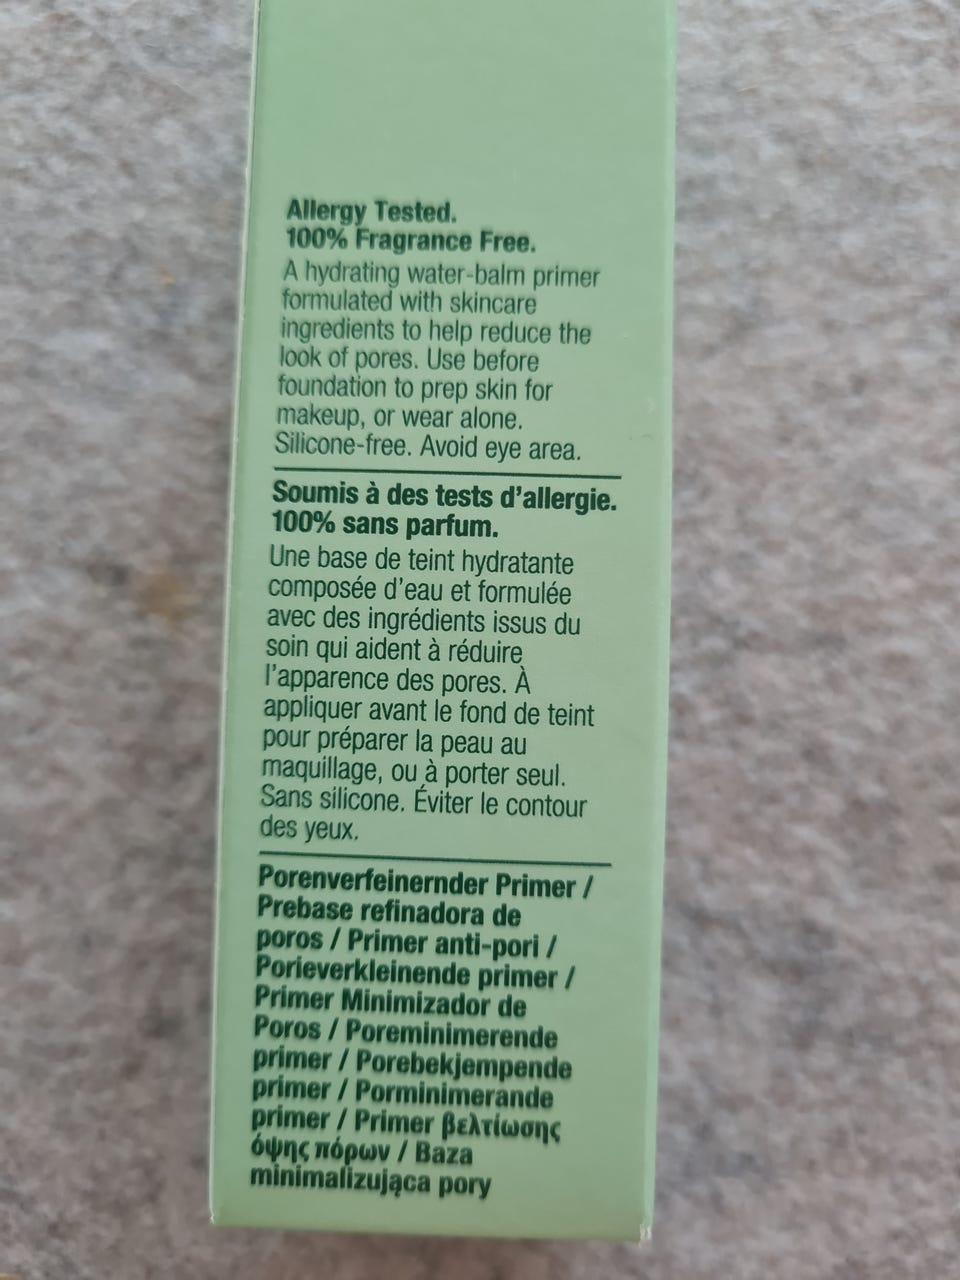 Allergy Tested.
100% Fragrance Free.
A hydrating water-balm primer
formulated with skincare
ingredients to help reduce the
look of pores. Use before
foundation to prep skin for
makeup, or wear alone.
Silicone-free. Avoid eye area.
Soumis à des tests d'allergie.
100% sans parfum.
Une base de teint hydratante
composée d'eau et formulée
avec des ingrédients issus du
soin qui aident à réduire
l'apparence des pores. À
appliquer avant le fond de teint
pour préparer la peau au
maquillage, ou à porter seul.
Sans silicone. Éviter le contour
des yeux.
Porenverfeinernder Primer /
Prebase refinadora de
poros / Primer anti-pori /
Porieverkleinende primer /
Primer Minimizador de
Poros / Poreminimerende
primer / Porebekjempende
primer / Porminimerande
primer / Primer βελτίωσης
όψης πόρων / Baza
minimalizująca pory